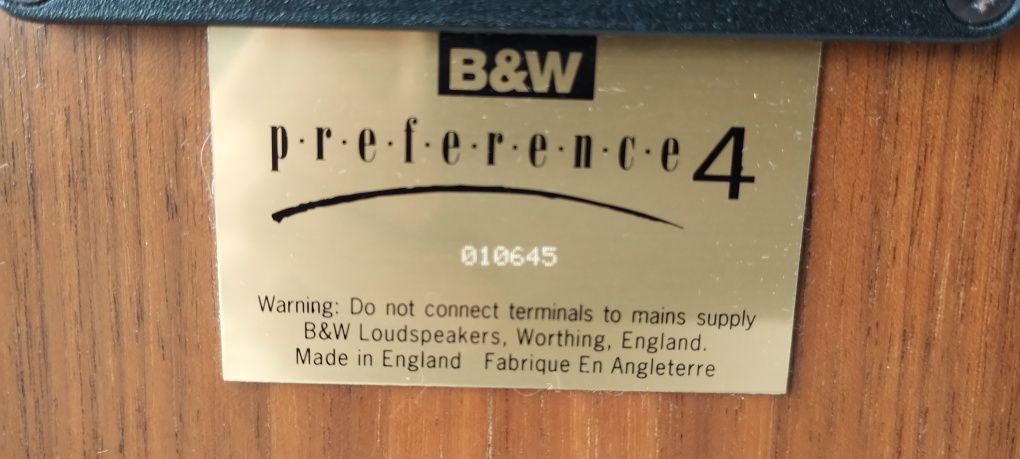 B&W
p·r·e·f·e·r·e·n·c·e 4
010645
Warning: Do not connect terminals to mains supply
B&W Loudspeakers, Worthing, England.
Made in England Fabrique En Angleterre